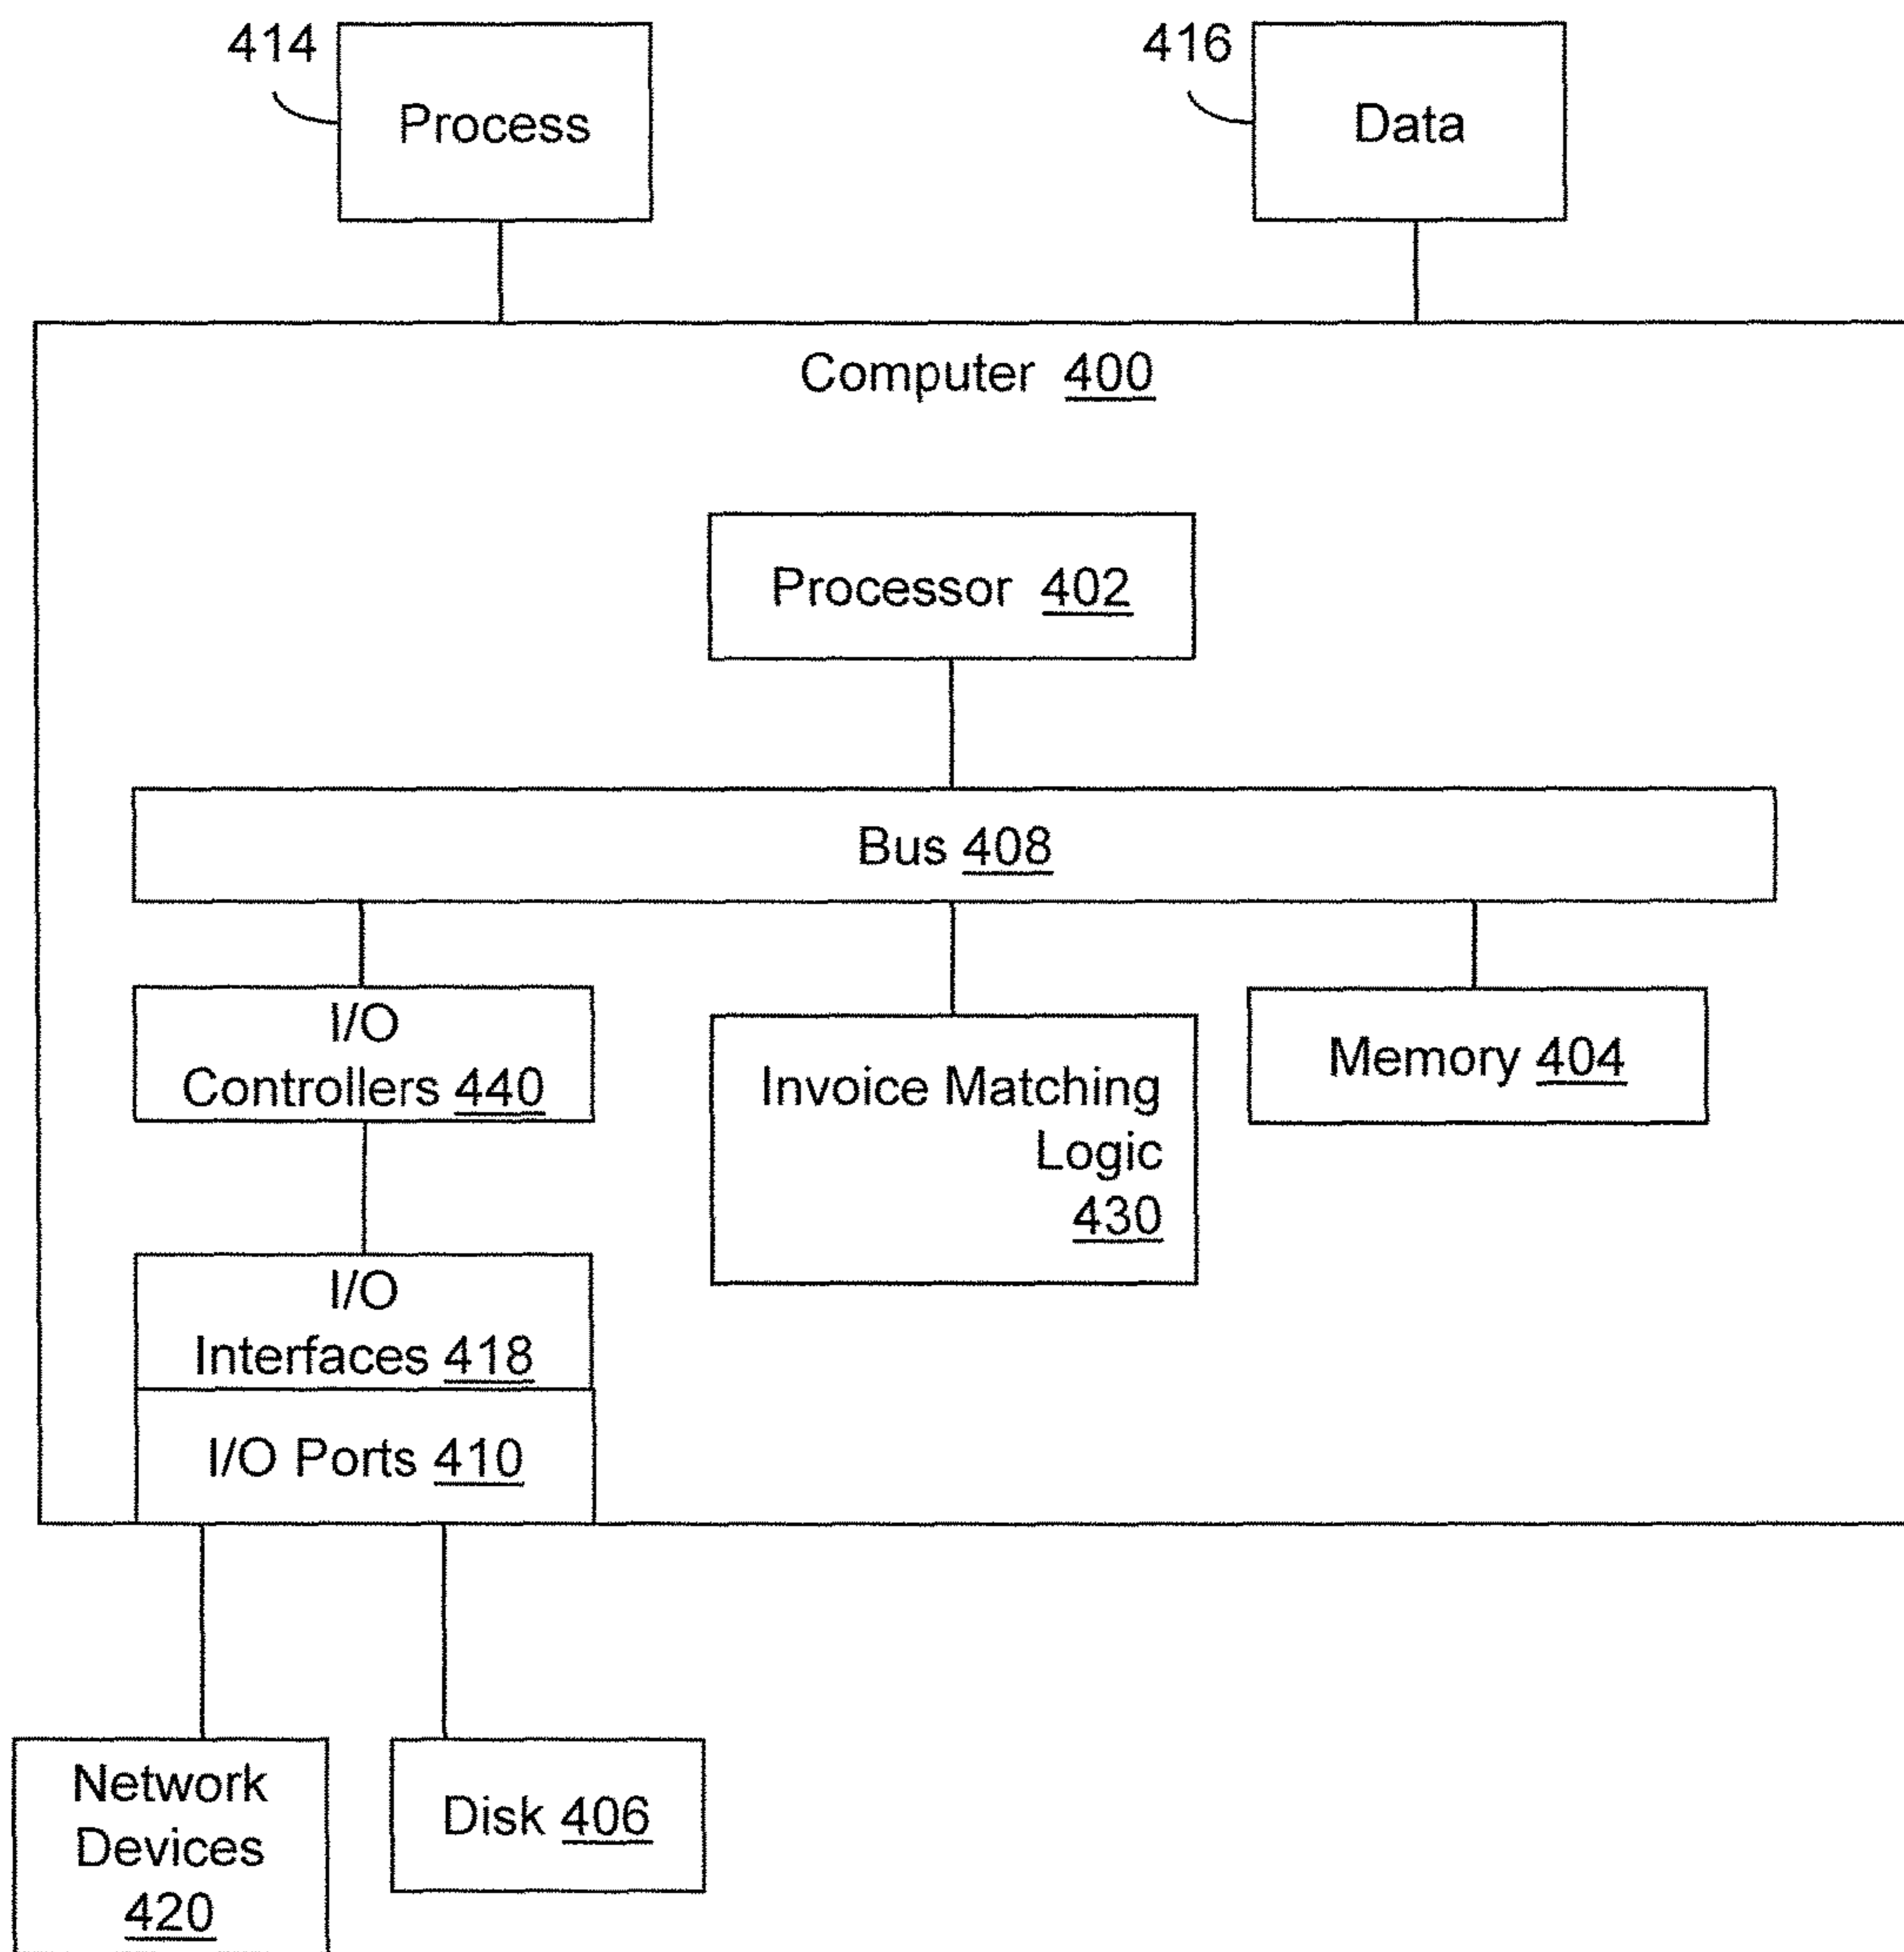 414
Process
416
Data
Computer 400
Processor 402
Bus 408
I/O
Controllers 440
Invoice Matching
Logic
430
Memory 404
I/O
Interfaces 418
I/O Ports 410
Network
Devices
420
Disk 406